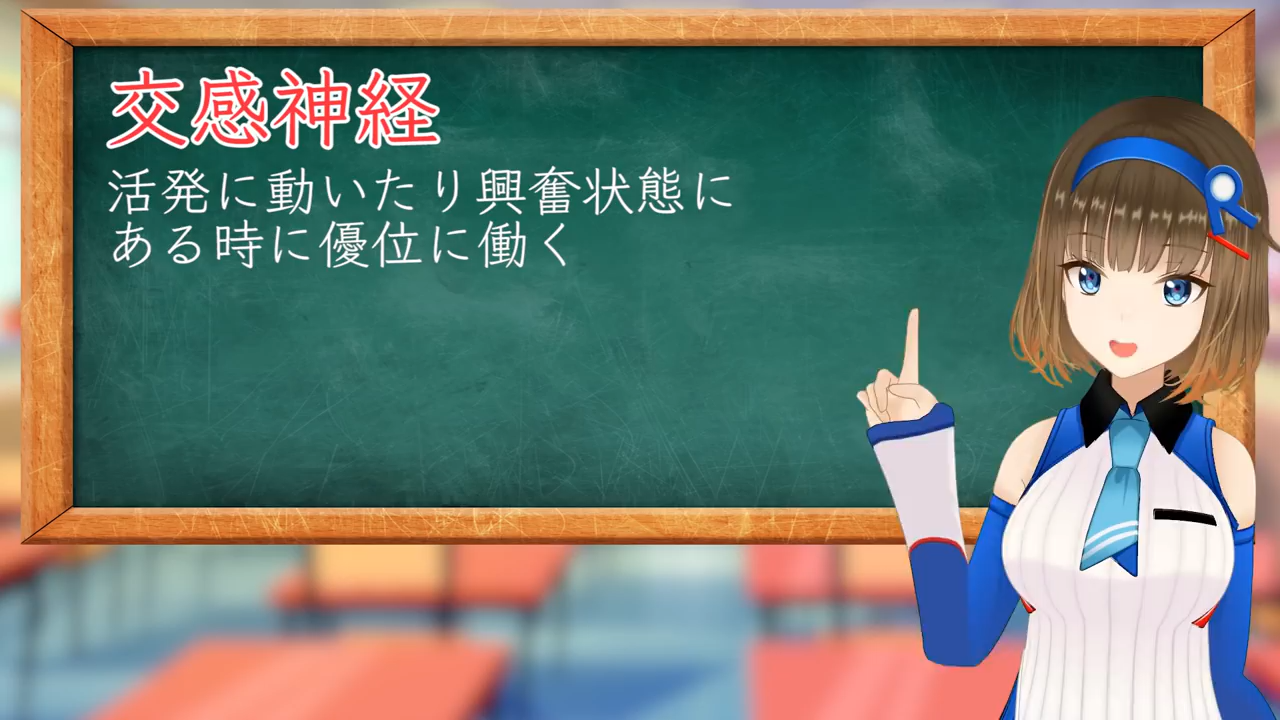 交感神経
活発に動いたり興奮状態に
ある時に優位に働く